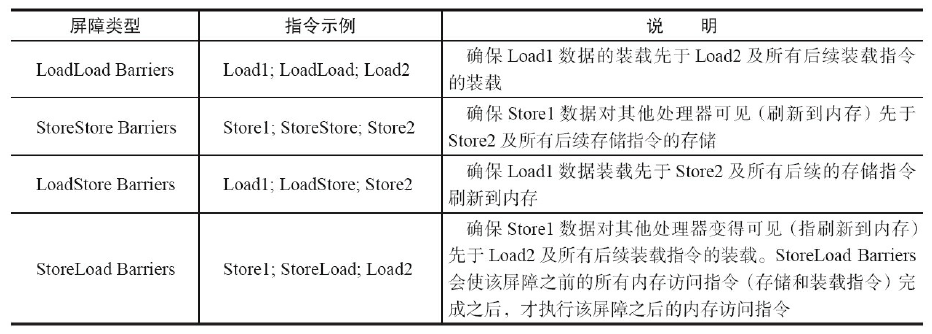 屏障类型 指令示例 说 明
LoadLoad Barriers Load1; LoadLoad; Load2 确保 Load1 数据的装载先于 Load2 及所有后续装载指令
的装载
StoreStore Barriers Store1; StoreStore; Store2 确保 Store1 数据对其他处理器可见（刷新到内存）先于
Store2 及所有后续存储指令的存储
LoadStore Barriers Load1; LoadStore; Store2 确保 Load1 数据装载先于 Store2 及所有后续的存储指令
刷新到内存
StoreLoad Barriers Store1; StoreLoad; Load2 确保 Store1 数据对其他处理器变得可见（指刷新到内存）
先于 Load2 及所有后续装载指令的装载。StoreLoad Barriers
会使该屏障之前的所有内存访问指令（存储和装载指令）完
成之后，才执行该屏障之后的内存访问指令